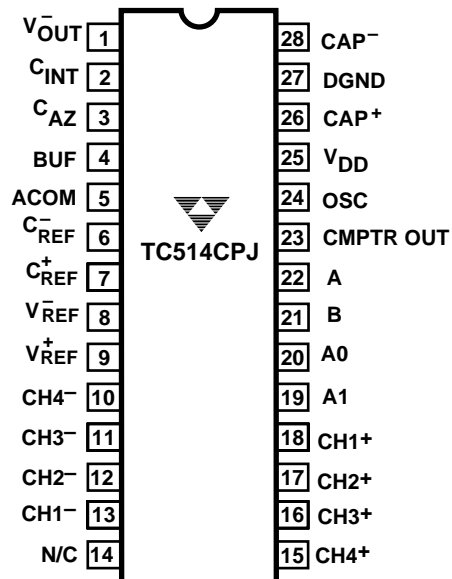 V-OUT 1
CINT 2
CAZ 3
BUF 4
ACOM 5
C-REF 6
C+REF 7
V-REF 8
V+REF 9
CH4– 10
CH3– 11
CH2– 12
CH1– 13
N/C 14
TC514CPJ
28 CAP–
27 DGND
26 CAP+
25 VDD
24 OSC
23 CMPTR OUT
22 A
21 B
20 A0
19 A1
18 CH1+
17 CH2+
16 CH3+
15 CH4+